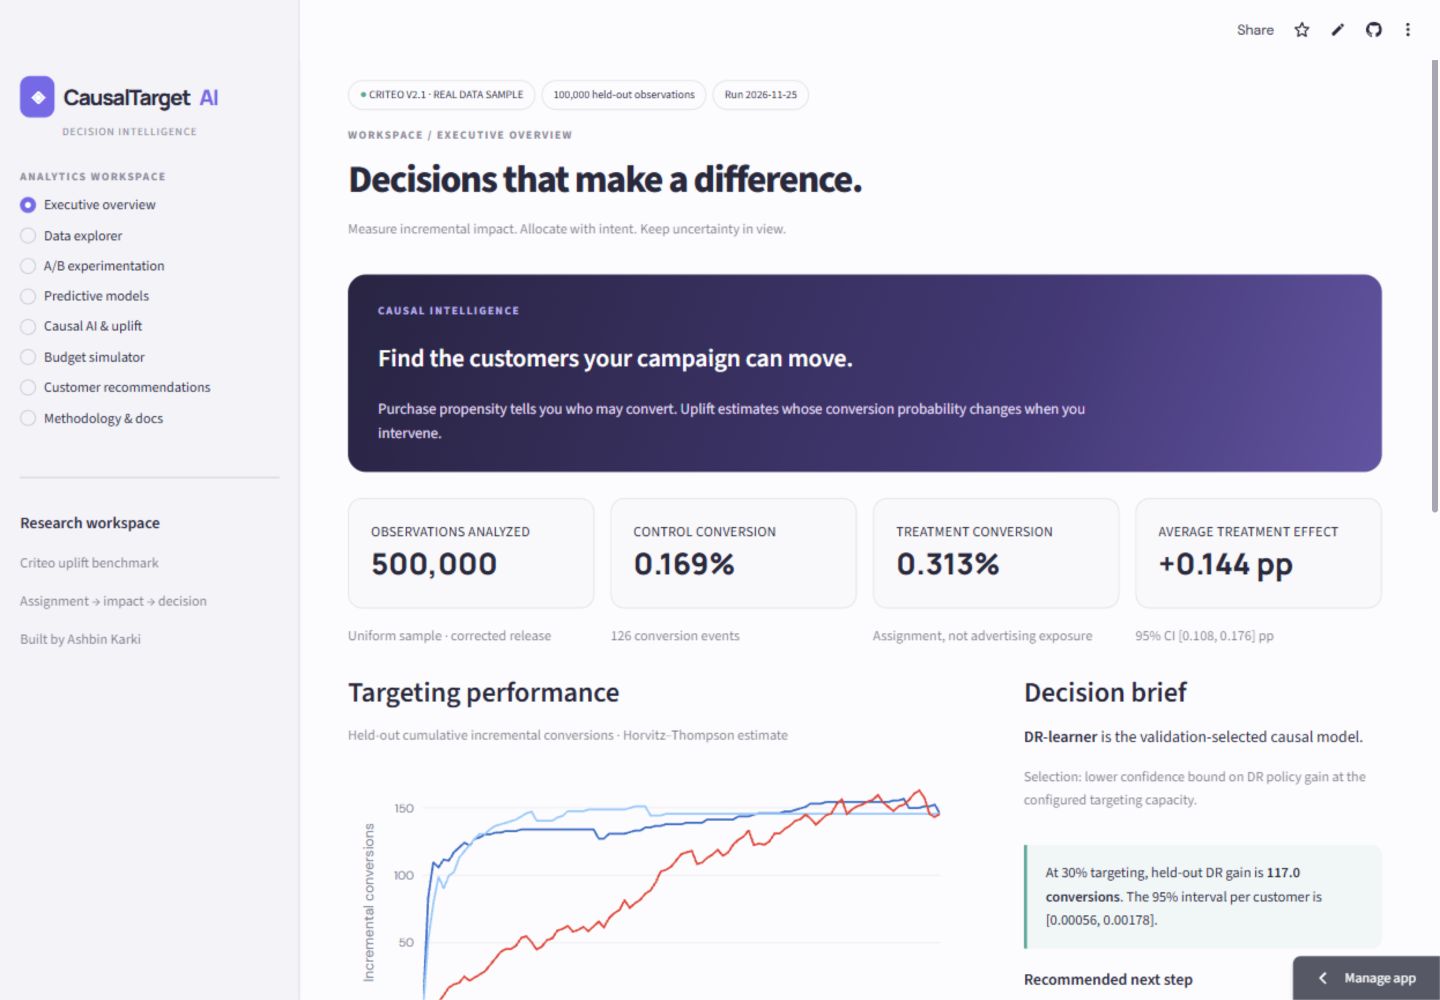 Share
CausalTarget AI
DECISION INTELLIGENCE
ANALYTICS WORKSPACE
Executive overview
Data explorer
A/B experimentation
Predictive models
Causal AI & uplift
Budget simulator
Customer recommendations
Methodology & docs
Research workspace
Criteo uplift benchmark
Assignment → impact → decision
Built by Ashbin Karki
CRITEO V2.1 · REAL DATA SAMPLE
100,000 held-out observations
Run 2026-11-25
WORKSPACE / EXECUTIVE OVERVIEW
Decisions that make a difference.
Measure incremental impact. Allocate with intent. Keep uncertainty in view.
CAUSAL INTELLIGENCE
Find the customers your campaign can move.
Purchase propensity tells you who may convert. Uplift estimates whose conversion probability changes when you
intervene.
OBSERVATIONS ANALYZED
500,000
Uniform sample · corrected release
CONTROL CONVERSION
0.169%
126 conversion events
TREATMENT CONVERSION
0.313%
Assignment, not advertising exposure
AVERAGE TREATMENT EFFECT
+0.144 pp
95% CI [0.108, 0.176] pp
Targeting performance
Held-out cumulative incremental conversions · Horvitz-Thompson estimate
Incremental conversions
150
100
50
Decision brief
DR-learner is the validation-selected causal model.
Selection: lower confidence bound on DR policy gain at the
configured targeting capacity.
At 30% targeting, held-out DR gain is 117.0
conversions. The 95% interval per customer is
[0.00056, 0.00178].
Recommended next step
Manage app